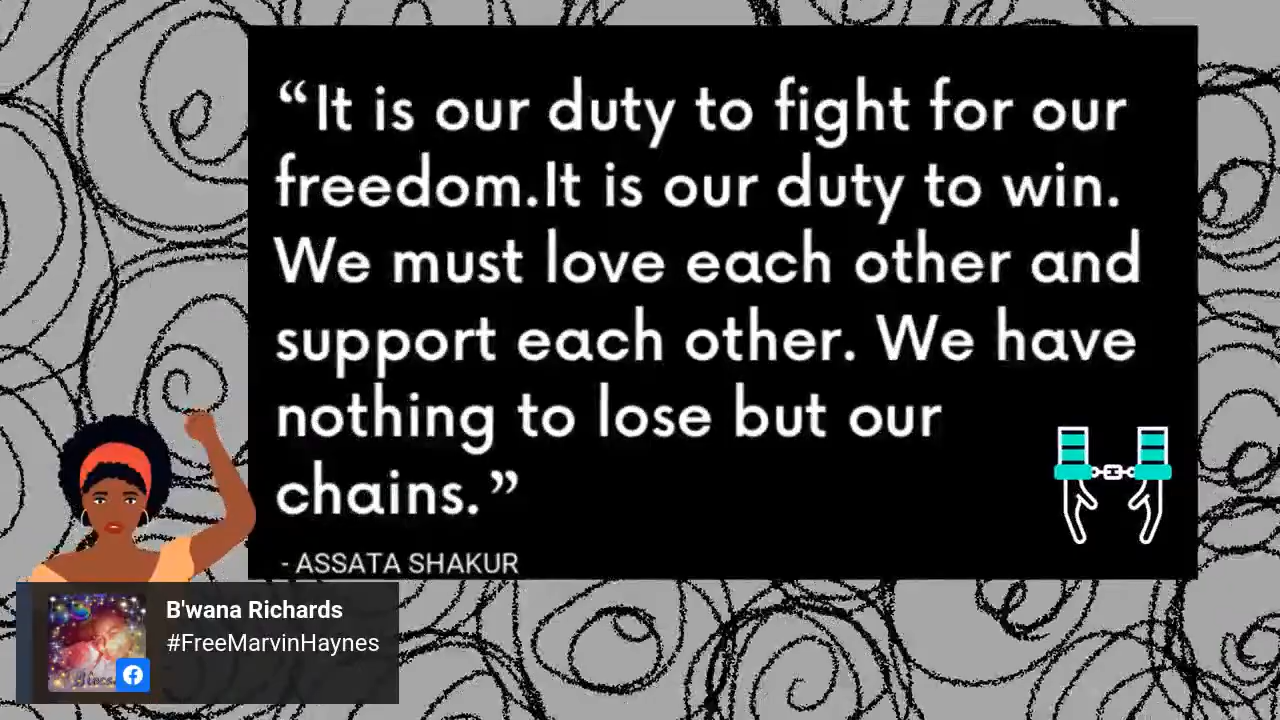 “It is our duty to fight for our
freedom.It is our duty to win.
We must love each other and
support each other. We have
nothing to lose but our
chains.”
- ASSATA SHAKUR
B'wana Richards
#FreeMarvinHaynes